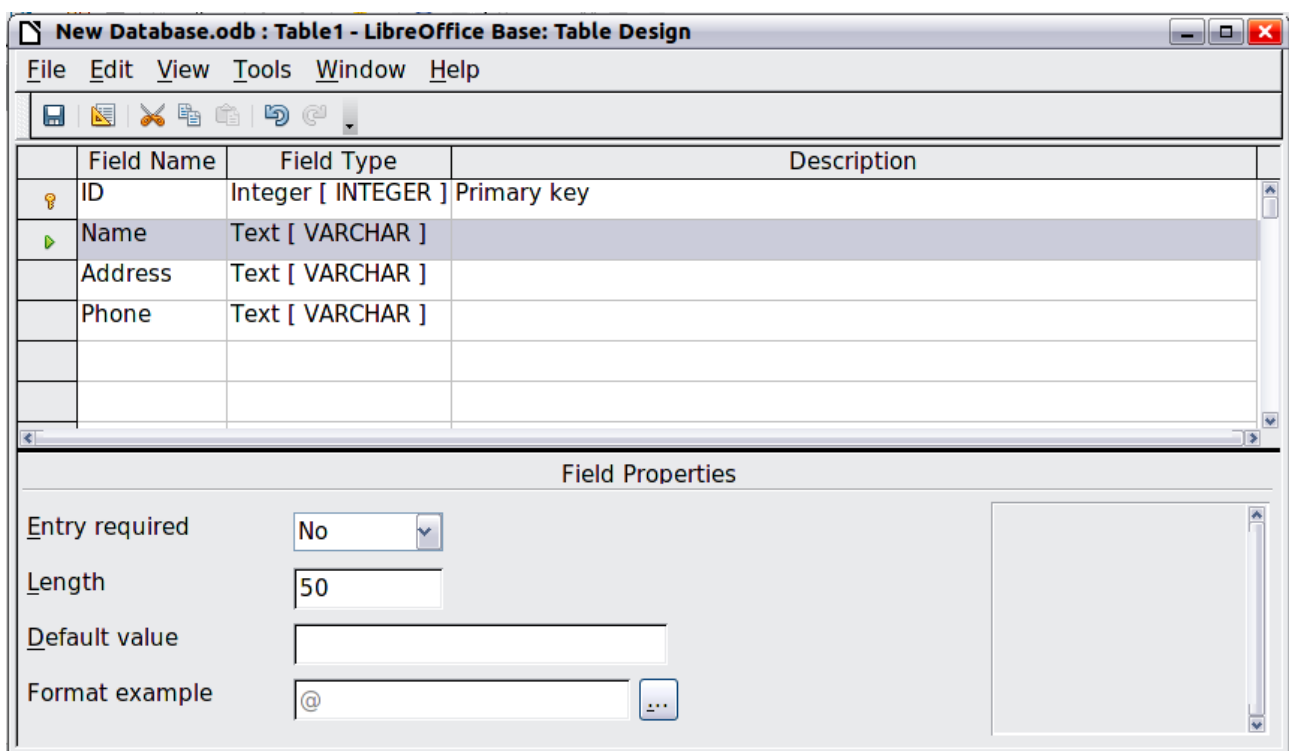 New Database.odb : Table1 - LibreOffice Base: Table Design
File Edit View Tools Window Help
Field Name Field Type Description
ID Integer [ INTEGER ] Primary key
Name Text [ VARCHAR ]
Address Text [ VARCHAR ]
Phone Text [ VARCHAR ]
Field Properties
Entry required No
Length 50
Default value
Format example @ ...